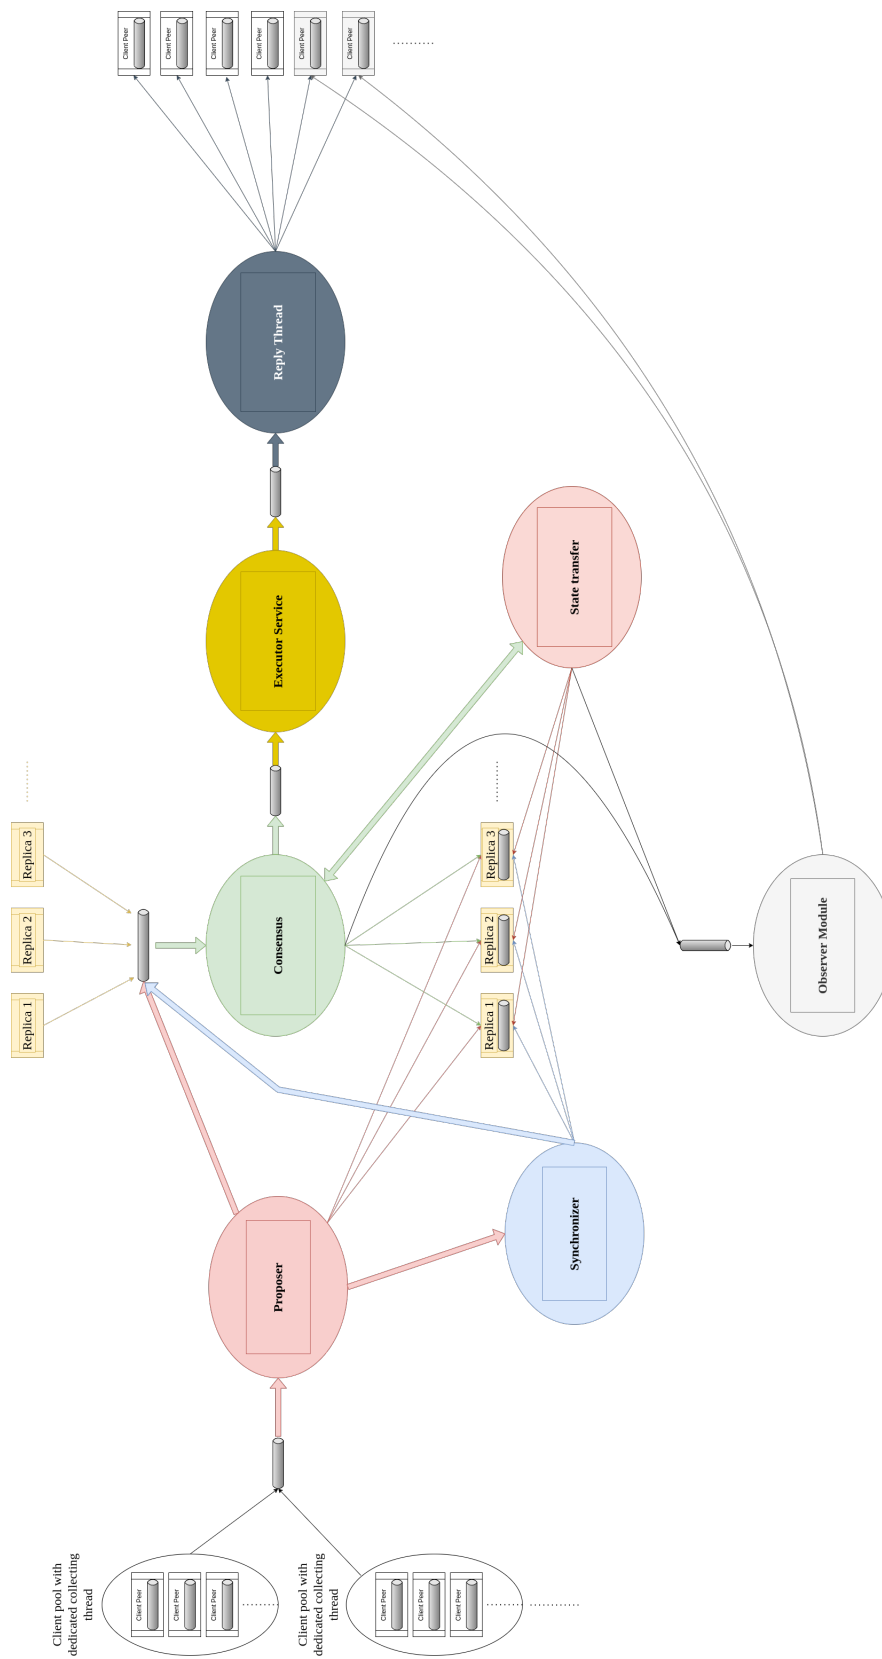 Client pool with
dedicated collecting
thread
Client Peer
Client Peer
Client Peer
Client pool with
dedicated collecting
thread
Client Peer
Client Peer
Client Peer
Proposer
Synchronizer
Replica 1
Replica 2
Replica 3
Consensus
Replica 1
Replica 2
Replica 3
Observer Module
State transfer
Executor Service
Reply Thread
Client Peer
Client Peer
Client Peer
Client Peer
Client Peer
Client Peer